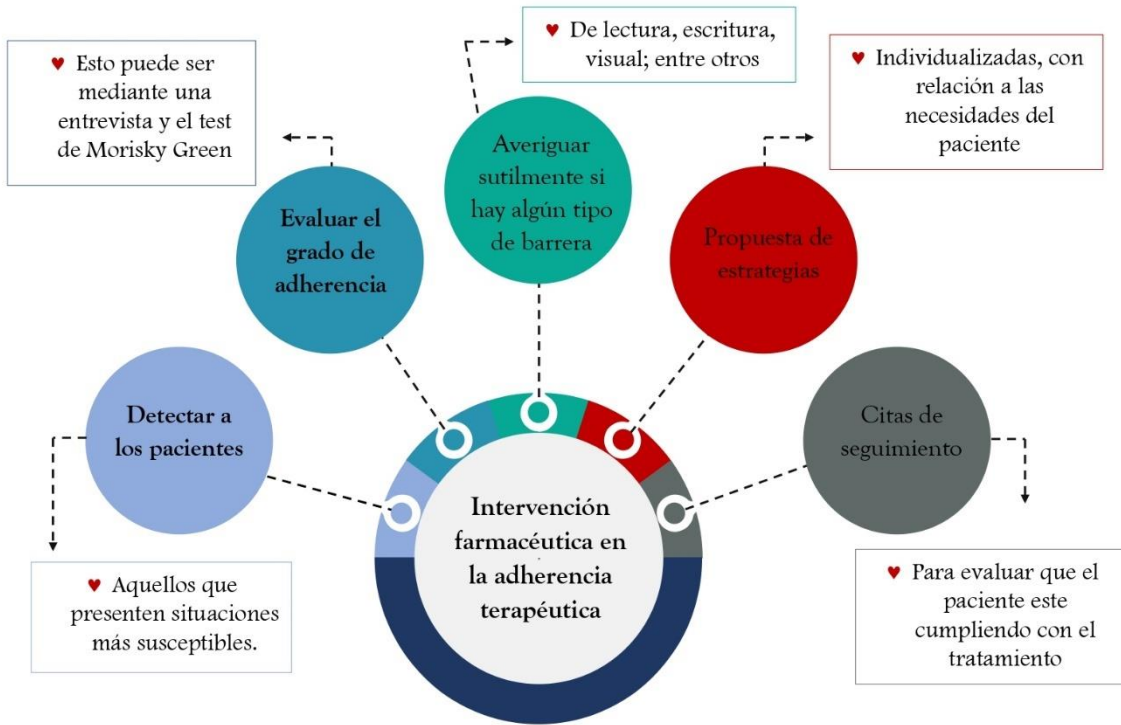 ♥ De lectura, escritura,
visual; entre otros
♥ Esto puede ser
mediante una
entrevista y el test
de Morisky Green
♥ Individualizadas, con
relación a las
necesidades del
paciente
Averiguar
sutilmente si
hay algún tipo
de barrera
Evaluar el
grado de
adherencia
Propuesta de
estrategias
Detectar a
los pacientes
Citas de
seguimiento
Intervención
farmacéutica en
la adherencia
terapéutica
♥ Aquellos que
presenten situaciones
más susceptibles.
♥ Para evaluar que el
paciente este
cumpliendo con el
tratamiento